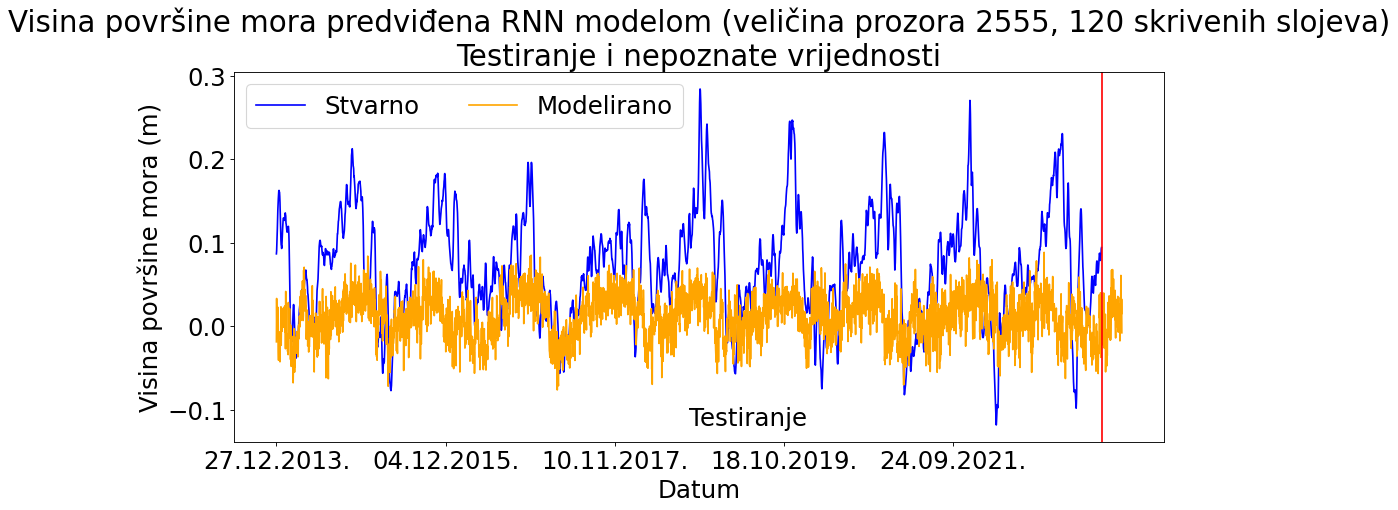 Visina površine mora predviđena RNN modelom (veličina prozora 2555, 120 skrivenih slojeva)
Testiranje i nepoznate vrijednosti
Stvarno
Modelirano
Visina površine mora (m)
0.3
0.2
0.1
0.0
−0.1
Testiranje
27.12.2013.
04.12.2015.
10.11.2017.
18.10.2019.
24.09.2021.
Datum